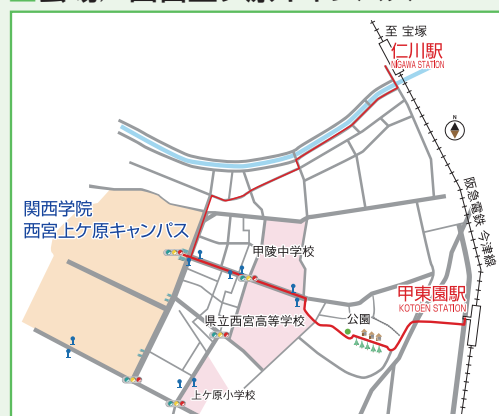 至 宝塚
仁川駅
NIGAWA STATION
N
阪急電鉄 今津線
関西学院
西宮上ケ原キャンパス
甲陵中学校
甲東園駅
KOTOEN STATION
公園
県立西宮高等学校
上ケ原小学校